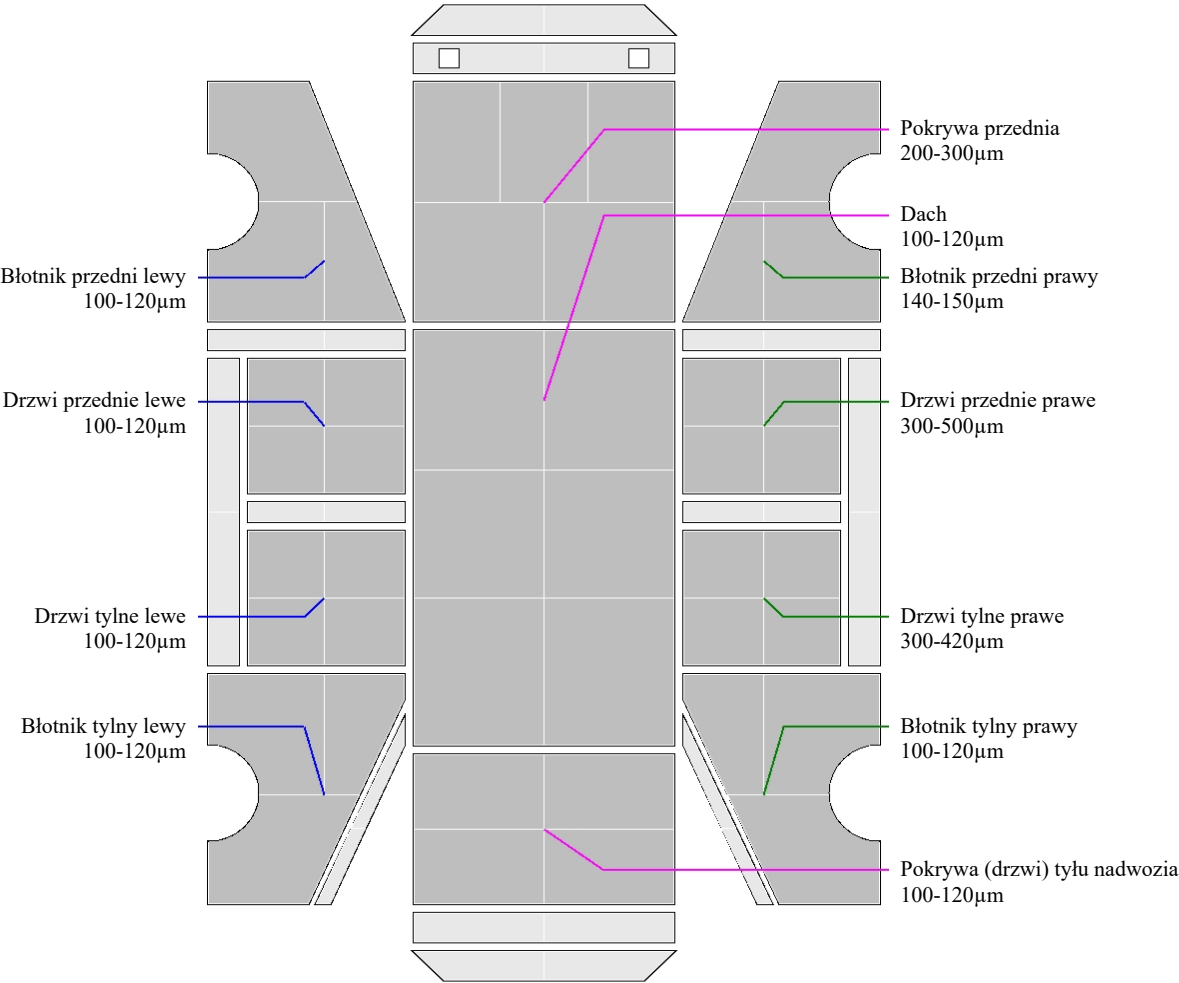 Pokrywa przednia
200-300µm
Dach
100-120µm
Błotnik przedni lewy
100-120µm
Błotnik przedni prawy
140-150µm
Drzwi przednie lewe
100-120µm
Drzwi przednie prawe
300-500µm
Drzwi tylne lewe
100-120µm
Drzwi tylne prawe
300-420µm
Błotnik tylny lewy
100-120µm
Błotnik tylny prawy
100-120µm
Pokrywa (drzwi) tyłu nadwozia
100-120µm